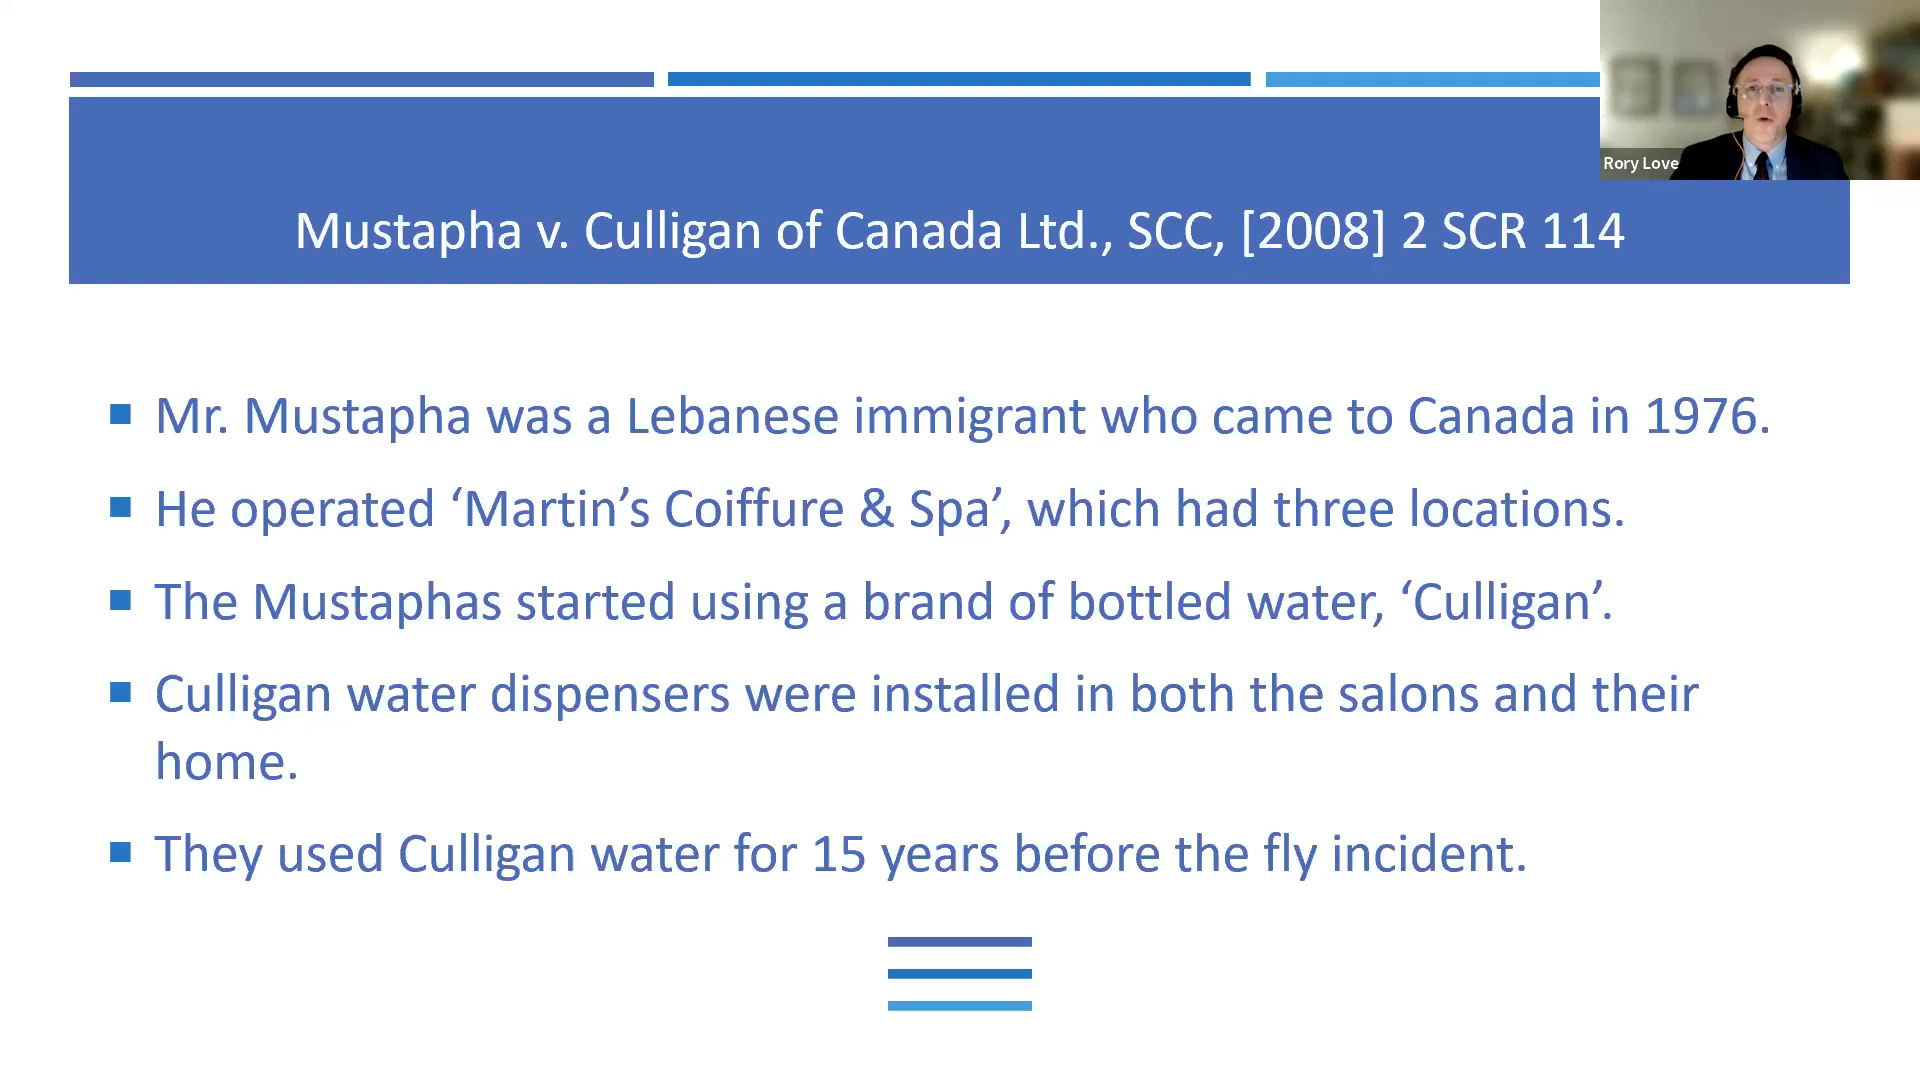 Rory Love
Mustapha v. Culligan of Canada Ltd., SCC, [2008] 2 SCR 114
Mr. Mustapha was a Lebanese immigrant who came to Canada in 1976.
He operated ‘Martin’s Coiffure & Spa’, which had three locations.
The Mustaphas started using a brand of bottled water, ‘Culligan’.
Culligan water dispensers were installed in both the salons and their
home.
They used Culligan water for 15 years before the fly incident.